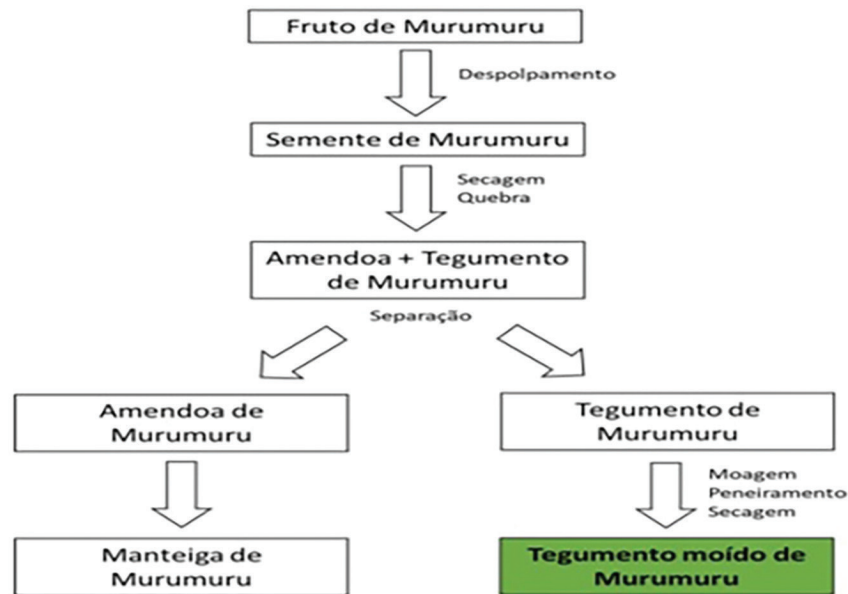 Fruto de Murumuru
Despolpamento
Semente de Murumuru
Secagem
Quebra
Amendoa + Tegumento
de Murumuru
Separação
Amendoa de
Murumuru
Tegumento de
Murumuru
Moagem
Peneiramento
Secagem
Manteiga de
Murumuru
Tegumento moído de
Murumuru